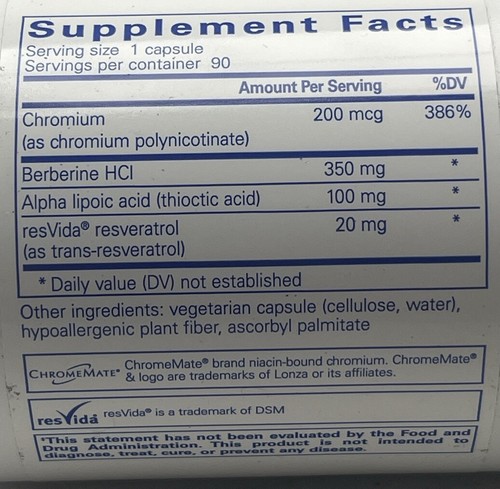 Supplement Facts
Serving size 1 capsule
Servings per container 90
Amount Per Serving %DV
Chromium 200 mcg 386%
(as chromium polynicotinate)
Berberine HCl 350 mg *
Alpha lipoic acid (thioctic acid) 100 mg *
resVida® resveratrol 20 mg *
(as trans-resveratrol)
* Daily value (DV) not established
Other ingredients: vegetarian capsule (cellulose, water),
hypoallergenic plant fiber, ascorbyl palmitate
CHROMEMATE® ChromeMate® brand niacin-bound chromium. ChromeMate®
& logo are trademarks of Lonza or its affiliates.
resVida resVida® is a trademark of DSM
*This statement has not been evaluated by the Food and
Drug Administration. This product is not intended to
diagnose, treat, cure, or prevent any disease.